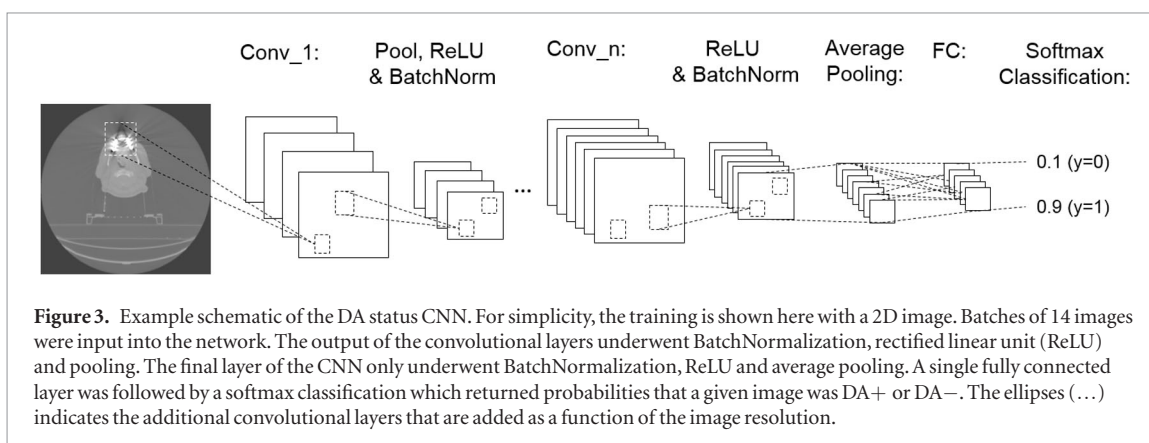 Conv_1:
Pool, ReLU
& BatchNorm
Conv_n:
ReLU
& BatchNorm
Average
Pooling:
FC:
Softmax
Classification:
...
0.1 (y=0)
0.9 (y=1)
Figure 3. Example schematic of the DA status CNN. For simplicity, the training is shown here with a 2D image. Batches of 14 images
were input into the network. The output of the convolutional layers underwent BatchNormalization, rectified linear unit (ReLU)
and pooling. The final layer of the CNN only underwent BatchNormalization, ReLU and average pooling. A single fully connected
layer was followed by a softmax classification which returned probabilities that a given image was DA+ or DA−. The ellipses (…)
indicates the additional convolutional layers that are added as a function of the image resolution.